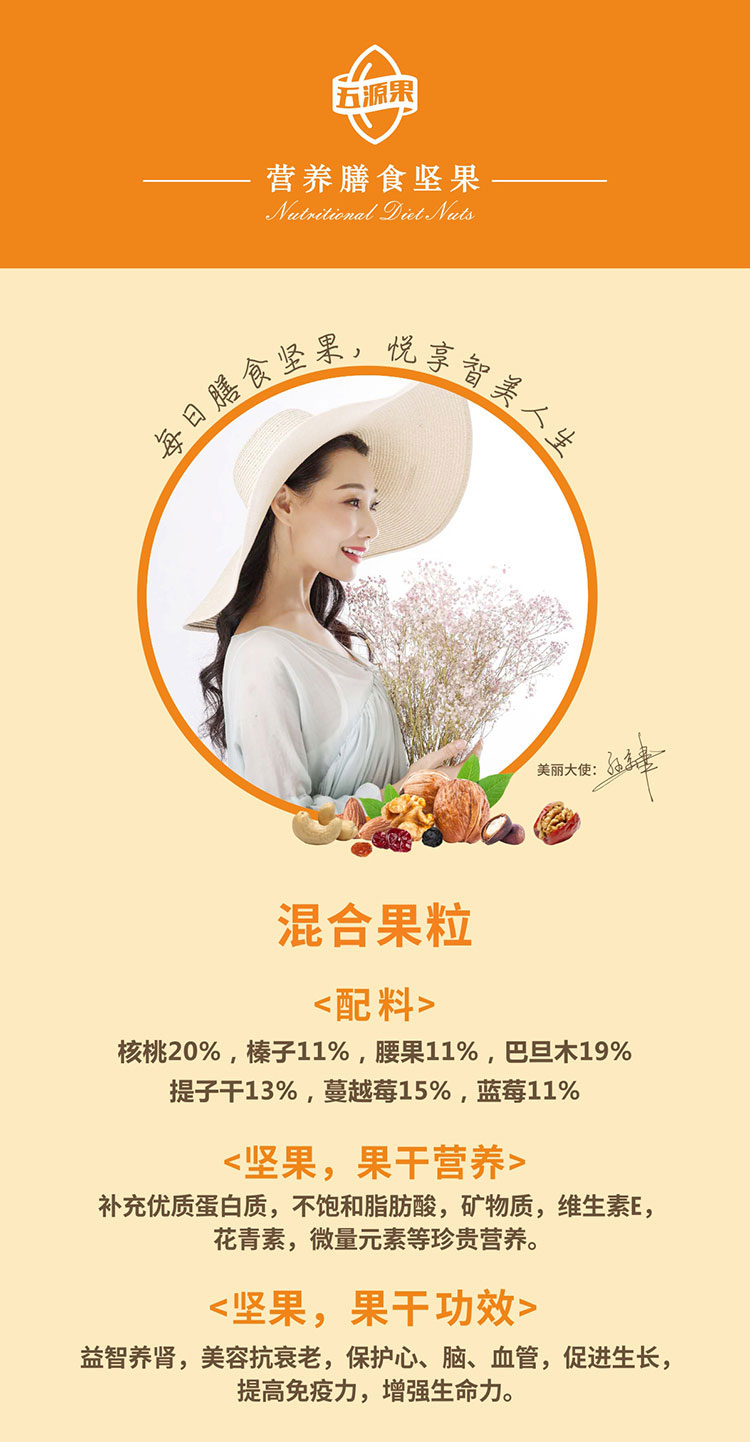 五源果
营养膳食坚果
Nutritional Diet Nuts
每日膳食坚果，悦享智美人生
美丽大使：
混合果粒
<配料>
核桃20%，榛子11%，腰果11%，巴旦木19%
提子干13%，蔓越莓15%，蓝莓11%
<坚果，果干营养>
补充优质蛋白质，不饱和脂肪酸，矿物质，维生素E，
花青素，微量元素等珍贵营养。
<坚果，果干功效>
益智养肾，美容抗衰老，保护心、脑、血管，促进生长，
提高免疫力，增强生命力。